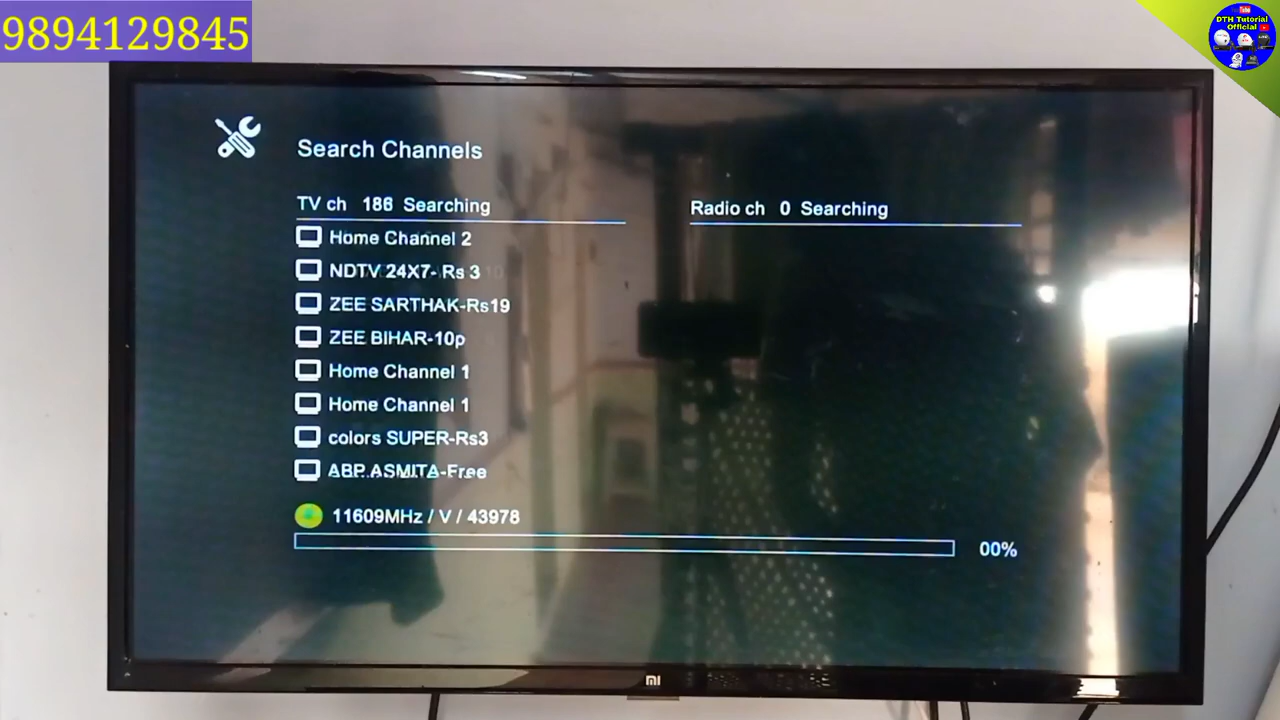 9894129845
YouTube
DTH Tutorial
Official
Search Channels
TV ch 186 Searching
Radio ch 0 Searching
Home Channel 2
NDTV 24X7- Rs 3
ZEE SARTHAK-Rs19
ZEE BIHAR-10p
Home Channel 1
Home Channel 1
colors SUPER-Rs3
ABP ASMITA-Free
11609MHz / V / 43978
00%
mi